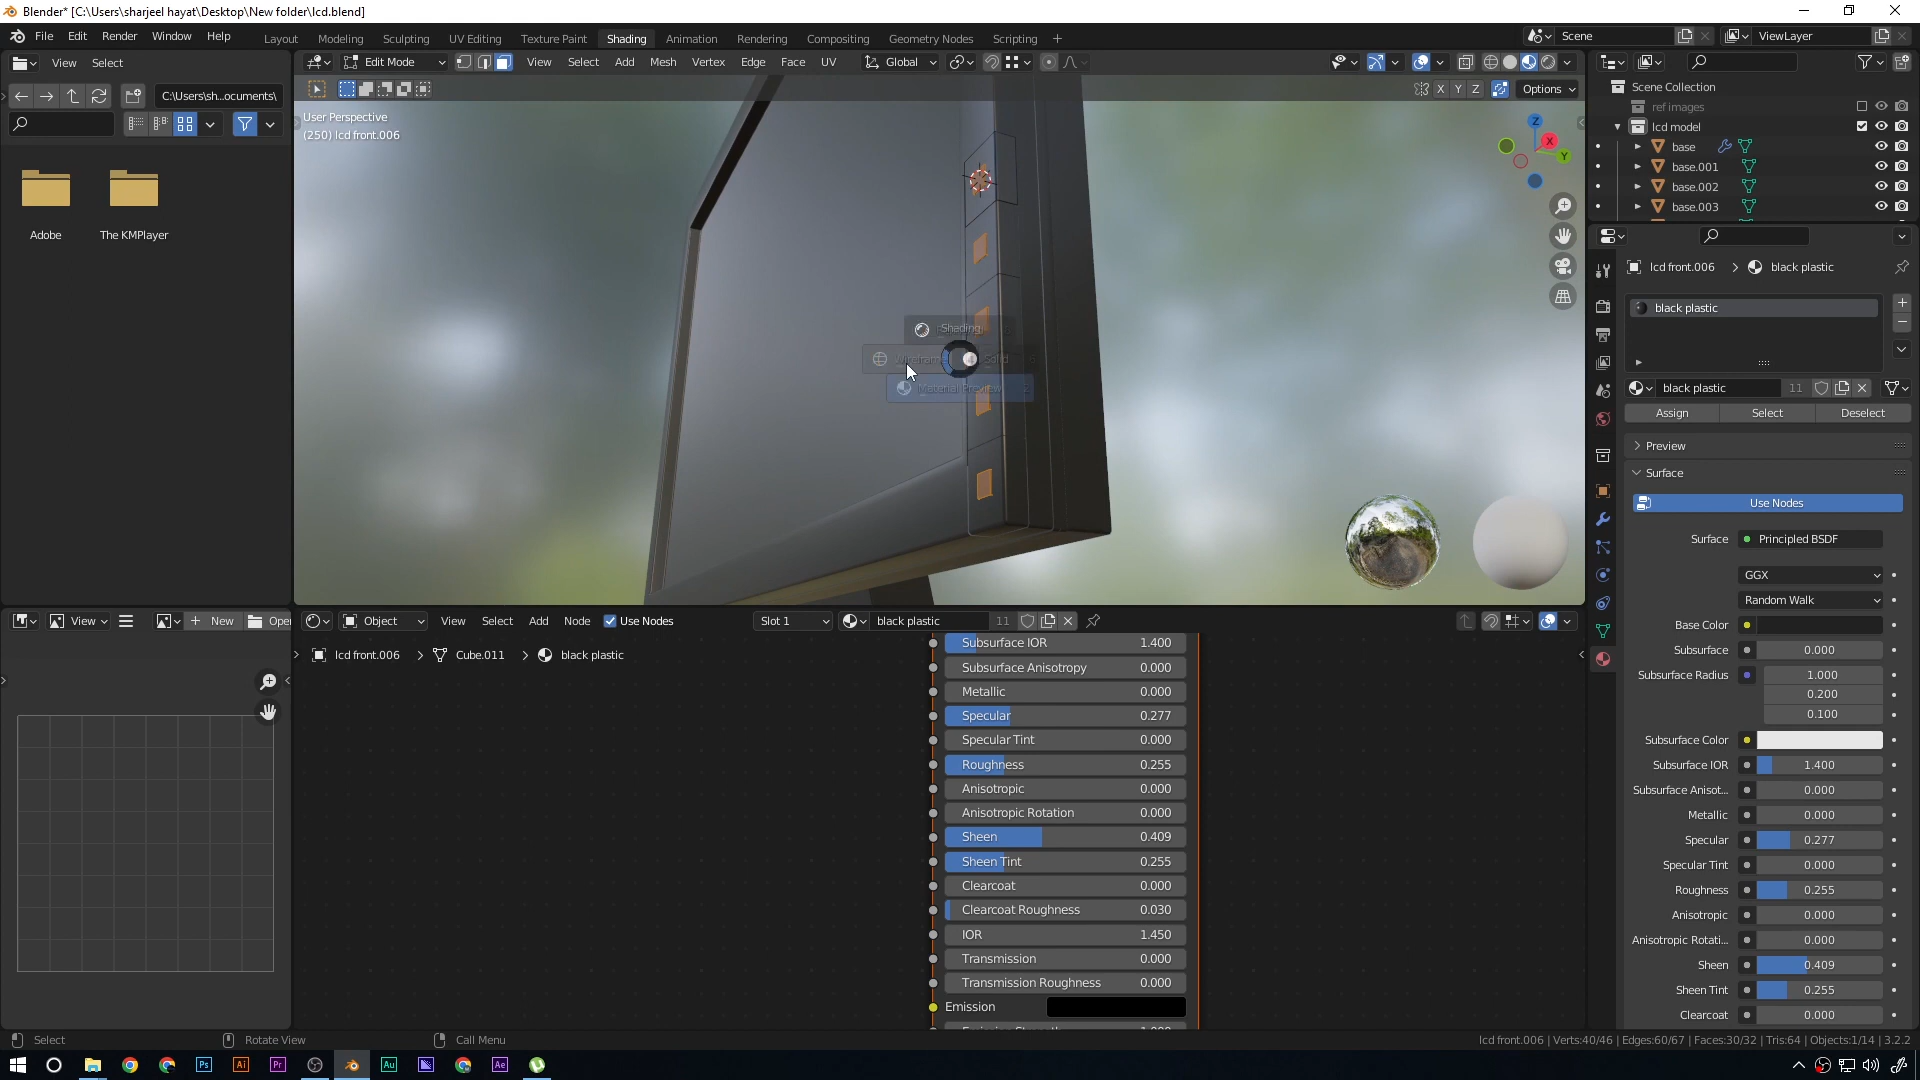 Blender* [C:\Users\sharjeel hayat\Desktop\New folder\lcd.blend]
File Edit Render Window Help
Layout Modeling Sculpting UV Editing Texture Paint Shading Animation Rendering Compositing Geometry Nodes Scripting
Scene
ViewLayer
View Select
Edit Mode View Select Add Mesh Vertex Edge Face UV
Global
C:\Users\sh...ocuments\
X Y Z
Options
Adobe
The KMPlayer
User Perspective
(250) lcd front.006
Z
X
Y
Shading
Wireframe
Solid
Material Preview
Scene Collection
ref images
lcd model
base
base.001
base.002
base.003
lcd front.006 > black plastic
black plastic
black plastic 11
Assign Select Deselect
Preview
Surface
Use Nodes
Surface Principled BSDF
GGX
Random Walk
Base Color
Subsurface 0.000
Subsurface Radius 1.000
0.200
0.100
Subsurface Color
Subsurface IOR 1.400
Subsurface Anisot... 0.000
Metallic 0.000
Specular 0.277
Specular Tint 0.000
Roughness 0.255
Anisotropic 0.000
Anisotropic Rotati... 0.000
Sheen 0.409
Sheen Tint 0.255
Clearcoat 0.000
View New Open
Object View Select Add Node Use Nodes Slot 1 black plastic 11
lcd front.006 > Cube.011 > black plastic
Subsurface IOR 1.400
Subsurface Anisotropy 0.000
Metallic 0.000
Specular 0.277
Specular Tint 0.000
Roughness 0.255
Anisotropic 0.000
Anisotropic Rotation 0.000
Sheen 0.409
Sheen Tint 0.255
Clearcoat 0.000
Clearcoat Roughness 0.030
IOR 1.450
Transmission 0.000
Transmission Roughness 0.000
Emission
Select
Rotate View
Call Menu
lcd front.006 | Verts:40/46 | Edges:60/67 | Faces:30/32 | Tris:64 | Objects:1/14 | 3.2.2
Ps Ai Pr Au Ae